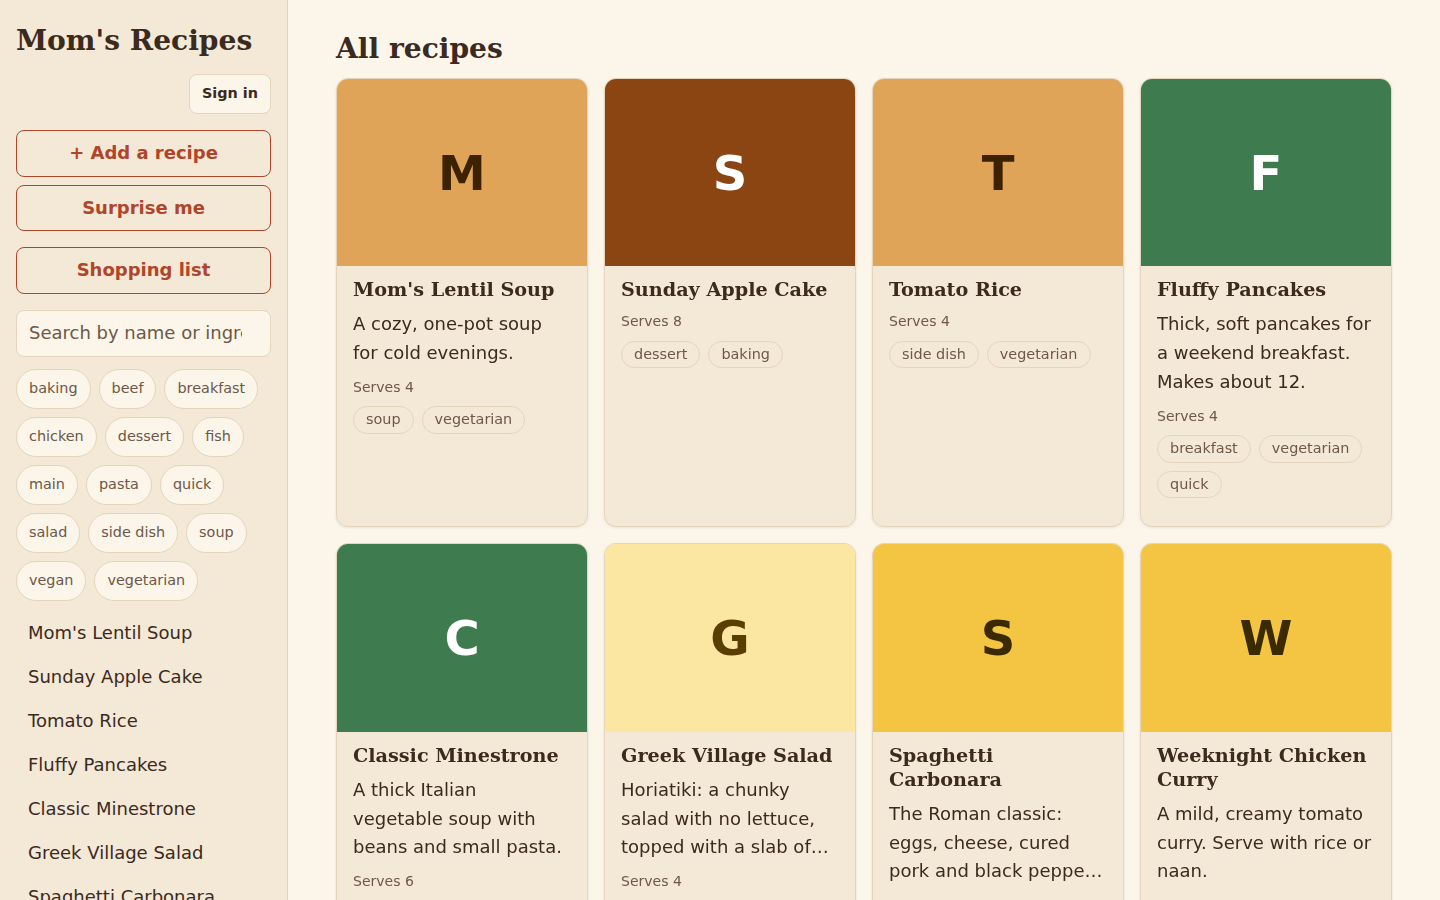 Mom's Recipes
Sign in
+ Add a recipe
Surprise me
Shopping list
Search by name or ingr
baking beef breakfast
chicken dessert fish
main pasta quick
salad side dish soup
vegan vegetarian
Mom's Lentil Soup
Sunday Apple Cake
Tomato Rice
Fluffy Pancakes
Classic Minestrone
Greek Village Salad
Spaghetti Carbonara
All recipes
M
Mom's Lentil Soup
A cozy, one-pot soup
for cold evenings.
Serves 4
soup vegetarian
S
Sunday Apple Cake
Serves 8
dessert baking
T
Tomato Rice
Serves 4
side dish vegetarian
F
Fluffy Pancakes
Thick, soft pancakes for
a weekend breakfast.
Makes about 12.
Serves 4
breakfast vegetarian
quick
C
Classic Minestrone
A thick Italian
vegetable soup with
beans and small pasta.
Serves 6
G
Greek Village Salad
Horiatiki: a chunky
salad with no lettuce,
topped with a slab of…
Serves 4
S
Spaghetti
Carbonara
The Roman classic:
eggs, cheese, cured
pork and black peppe…
W
Weeknight Chicken
Curry
A mild, creamy tomato
curry. Serve with rice or
naan.